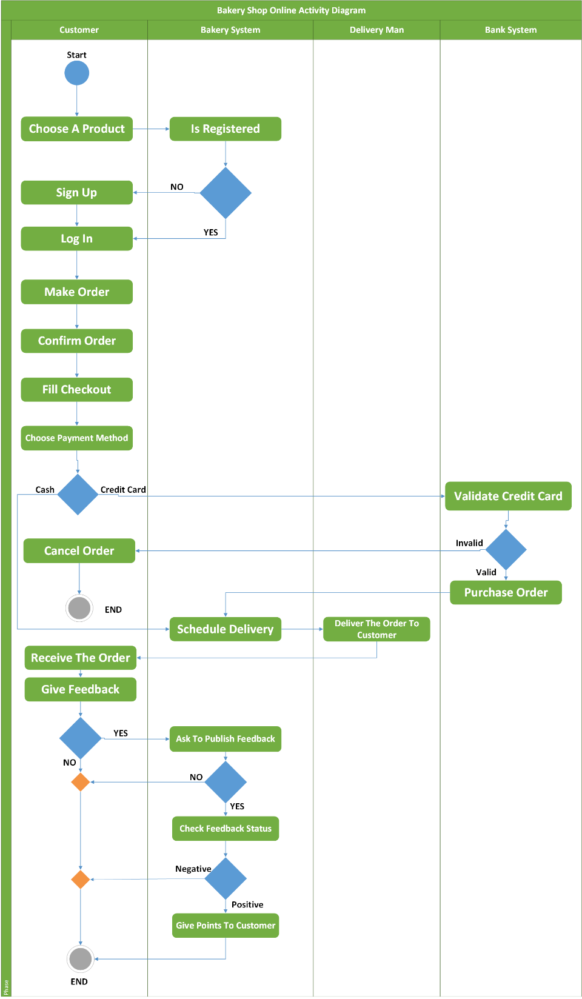 Bakery Shop Online Activity Diagram
Customer
Bakery System
Delivery Man
Bank System
Start
Choose A Product
Is Registered
NO
Sign Up
YES
Log In
Make Order
Confirm Order
Fill Checkout
Choose Payment Method
Cash
Credit Card
Validate Credit Card
Invalid
Cancel Order
Valid
Purchase Order
END
Schedule Delivery
Deliver The Order To
Customer
Receive The Order
Give Feedback
YES
Ask To Publish Feedback
NO
NO
YES
Check Feedback Status
Negative
Positive
Give Points To Customer
END
Phase